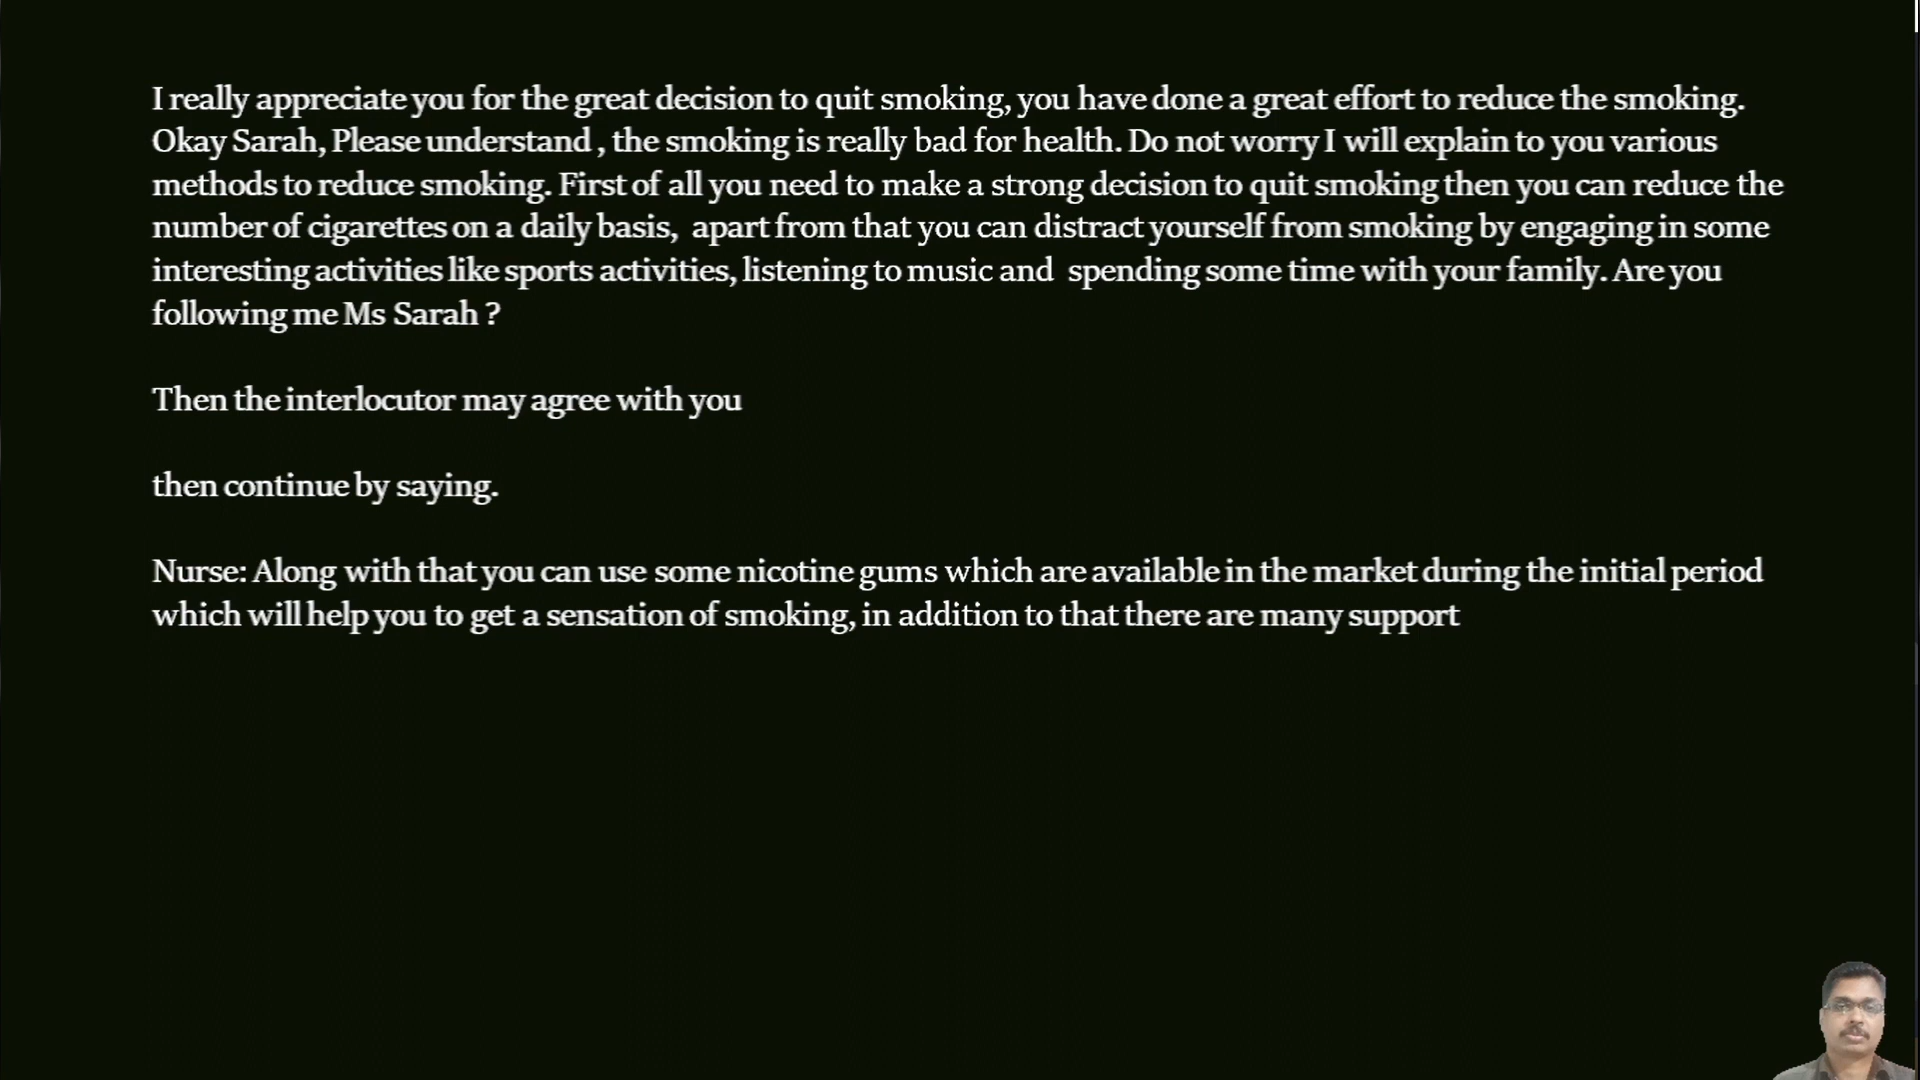 I really appreciate you for the great decision to quit smoking, you have done a great effort to reduce the smoking.
Okay Sarah, Please understand , the smoking is really bad for health. Do not worry I will explain to you various
methods to reduce smoking. First of all you need to make a strong decision to quit smoking then you can reduce the
number of cigarettes on a daily basis,  apart from that you can distract yourself from smoking by engaging in some
interesting activities like sports activities, listening to music and  spending some time with your family. Are you
following me Ms Sarah ?
Then the interlocutor may agree with you
then continue by saying.
Nurse: Along with that you can use some nicotine gums which are available in the market during the initial period
which will help you to get a sensation of smoking, in addition to that there are many support